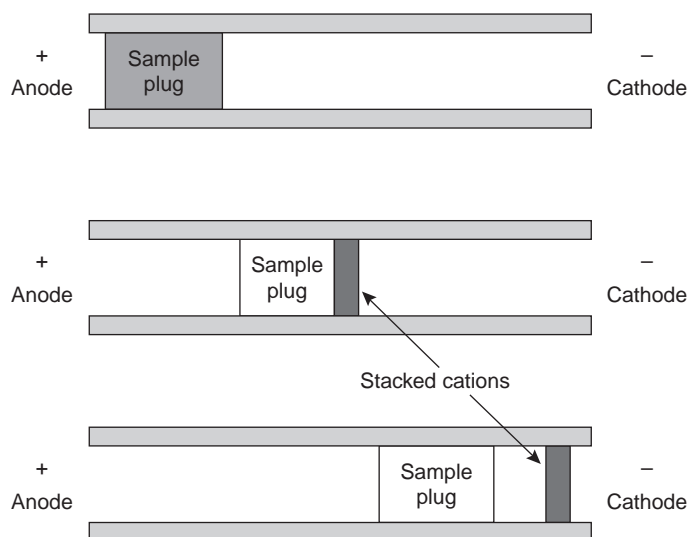 +
Anode
Sample
plug
–
Cathode
+
Anode
Sample
plug
–
Cathode
Stacked cations
+
Anode
Sample
plug
–
Cathode